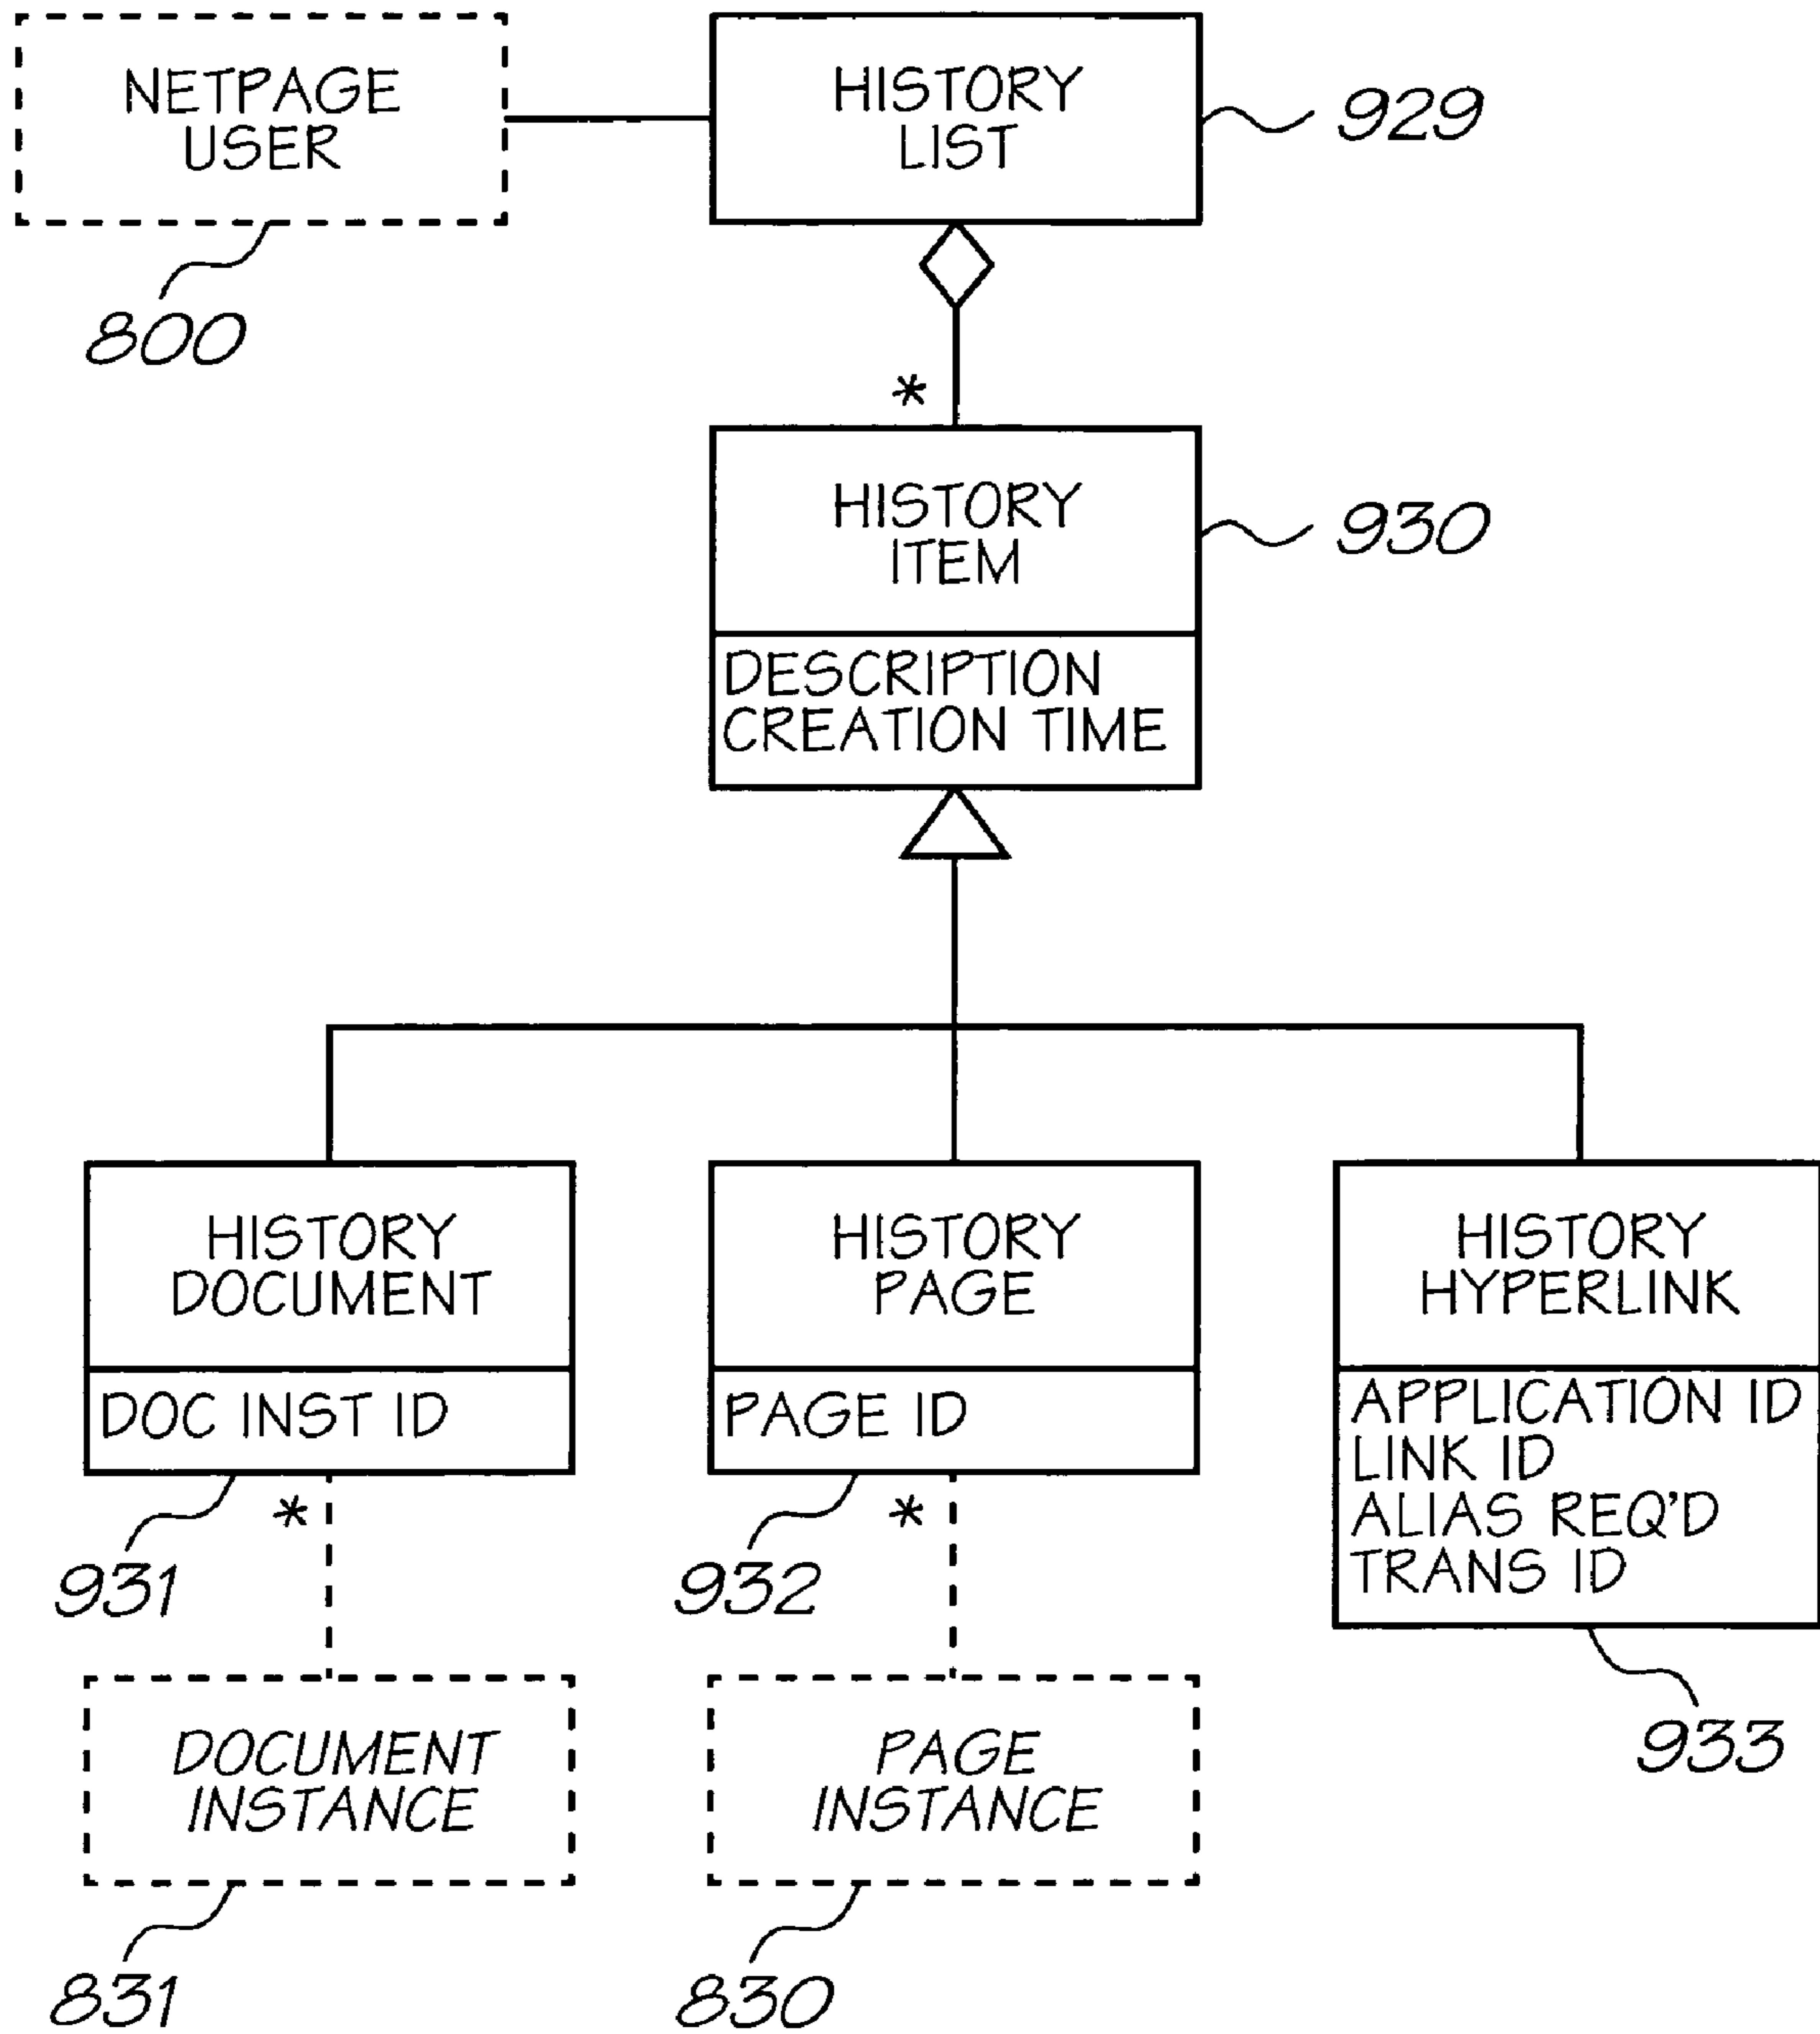 NETPAGE
USER
HISTORY
LIST
929
800
*
HISTORY
ITEM
930
DESCRIPTION
CREATION TIME
HISTORY
DOCUMENT
HISTORY
PAGE
HISTORY
HYPERLINK
DOC INST ID
PAGE ID
APPLICATION ID
LINK ID
ALIAS REQ'D
TRANS ID
*
*
931
932
933
DOCUMENT
INSTANCE
PAGE
INSTANCE
831
830